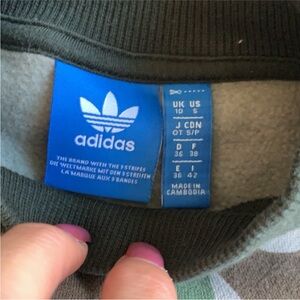 adidas
THE BRAND WITH THE 3 STRIPES
DIE WELTMARKE MIT DEN 3 STREIFEN
LA MARQUE AUX 3 BANDES
UK US
10 S
J CDN
OT S/P
D F
36 38
E I
36 42
MADE IN
CAMBODIA